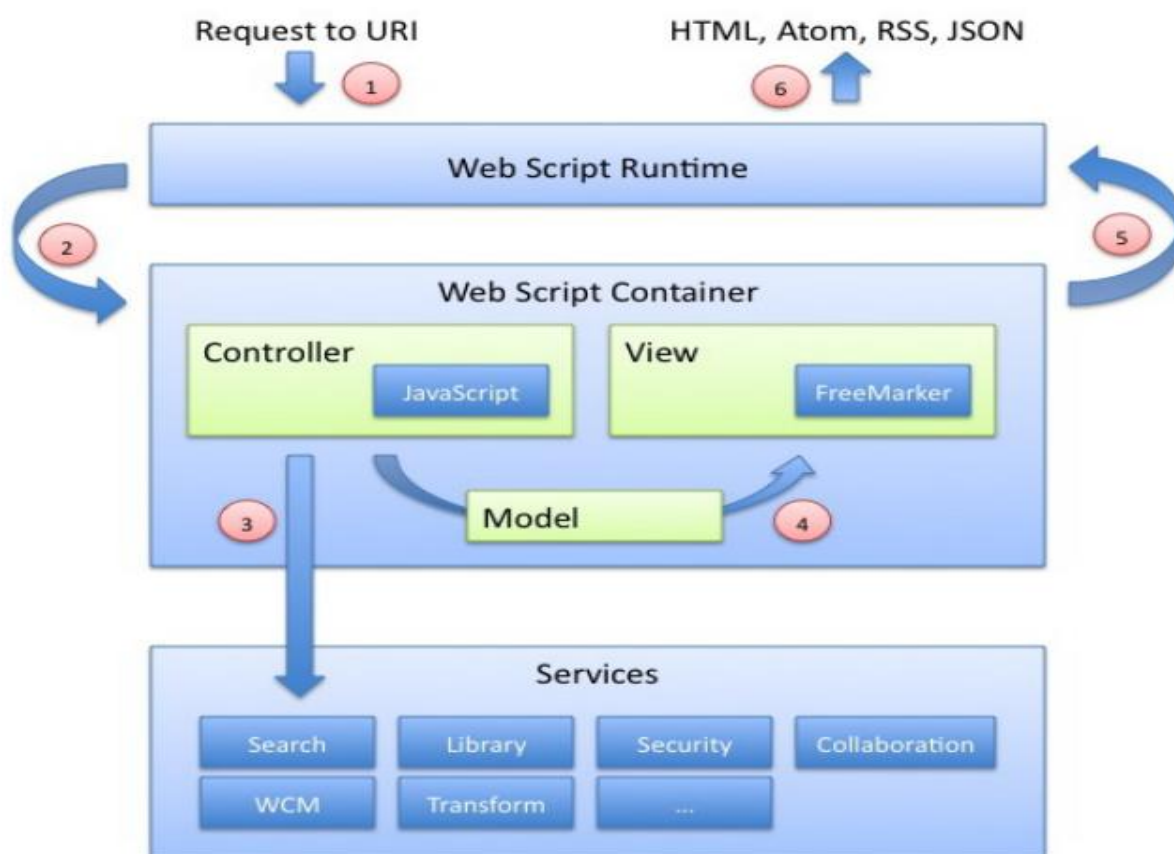 Request to URI
HTML, Atom, RSS, JSON
1
6
Web Script Runtime
2
5
Web Script Container
Controller
JavaScript
View
FreeMarker
3
Model
4
Services
Search
Library
Security
Collaboration
WCM
Transform
...